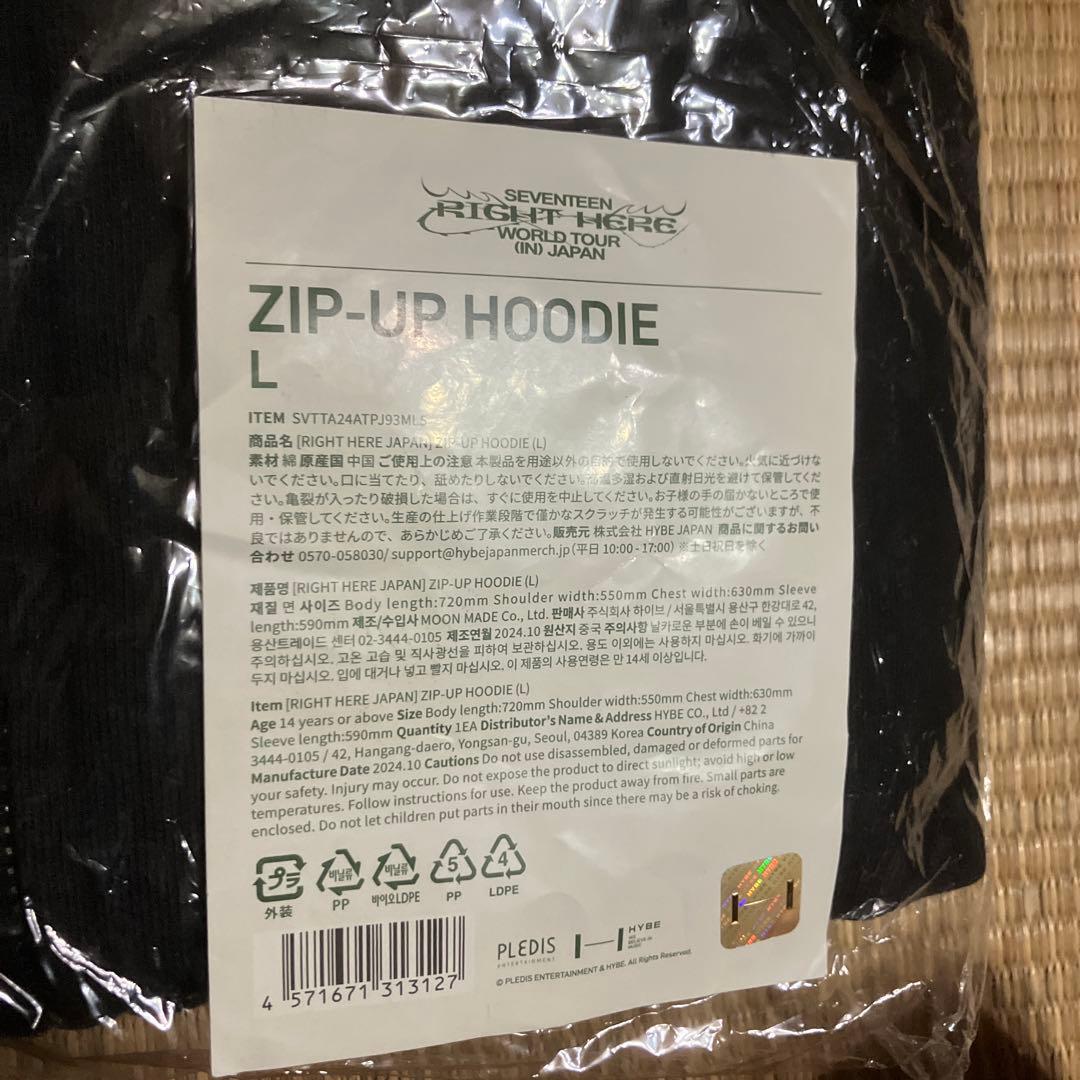 SEVENTEEN
RIGHT HERE
WORLD TOUR
(IN) JAPAN
ZIP-UP HOODIE
L
ITEM SVTTA24ATPJ93ML5
商品名 [RIGHT HERE JAPAN] ZIP-UP HOODIE (L)
素材 綿 原産国 中国 ご使用上の注意 本製品を用途以外の目的で使用しないでください。火気に近づけな
いでください。口に当てたり、舐めたりしないでください。高温多湿および直射日光を避けて保管してくだ
さい。亀裂が入ったり破損した場合は、すぐに使用を中止してください。お子様の手の届かないところで使
用・保管してください。生産の仕上げ作業段階で僅かなスクラッチが発生する可能性がございますが、不
良ではありませんので、あらかじめご了承ください。販売元 株式会社 HYBE JAPAN 商品に関するお問い
合わせ 0570-058030/ support@hybejapanmerch.jp (平日 10:00 - 17:00) ※土日祝日を除く
제품명 [RIGHT HERE JAPAN] ZIP-UP HOODIE (L)
재질 면 사이즈 Body length:720mm Shoulder width:550mm Chest width:630mm Sleeve
length:590mm 제조/수입사 MOON MADE Co., Ltd. 판매사 주식회사 하이브 / 서울특별시 용산구 한강대로 42,
용산트레이드 센터 02-3444-0105 제조연월 2024.10 원산지 중국 주의사항 날카로운 부분에 손이 베일 수 있으니
주의하십시오. 고온 고습 및 직사광선을 피하여 보관하십시오. 용도 이외에는 사용하지 마십시오. 화기에 가까이
두지 마십시오. 입에 대거나 넣고 빨지 마십시오. 이 제품의 사용연령은 만 14세 이상입니다.
Item [RIGHT HERE JAPAN] ZIP-UP HOODIE (L)
Age 14 years or above Size Body length:720mm Shoulder width:550mm Chest width:630mm
Sleeve length:590mm Quantity 1EA Distributor's Name & Address HYBE CO., Ltd / +82 2
3444-0105 / 42, Hangang-daero, Yongsan-gu, Seoul, 04389 Korea Country of Origin China
Manufacture Date 2024.10 Cautions Do not use disassembled, damaged or deformed parts for
your safety. Injury may occur. Do not expose the product to direct sunlight; avoid high or low
temperatures. Follow instructions for use. Keep the product away from fire. Small parts are
enclosed. Do not let children put parts in their mouth since there may be a risk of choking.
プラ 비닐류 비닐류 5 4
外装 PP 바이오LDPE PP LDPE
4 571671 313127
PLEDIS
ENTERTAINMENT
HYBE
WE
BELIEVE IN
MUSIC
© PLEDIS ENTERTAINMENT & HYBE. All Rights Reserved.
HYBE HYBE